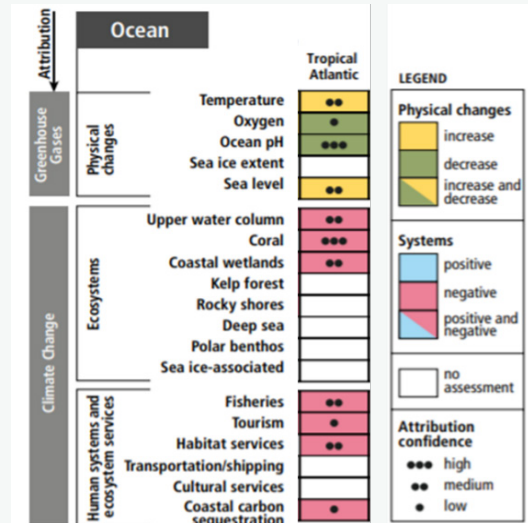 Attribution
Ocean
Tropical
Atlantic
Greenhouse
Gases
Physical
changes
Temperature
Oxygen
Ocean pH
Sea ice extent
Sea level
Climate Change
Ecosystems
Upper water column
Coral
Coastal wetlands
Kelp forest
Rocky shores
Deep sea
Polar benthos
Sea ice-associated
Human systems and
ecosystem services
Fisheries
Tourism
Habitat services
Transportation/shipping
Cultural services
Coastal carbon
sequestration
LEGEND
Physical changes
increase
decrease
increase and
decrease
Systems
positive
negative
positive and
negative
no
assessment
Attribution
confidence
high
medium
low